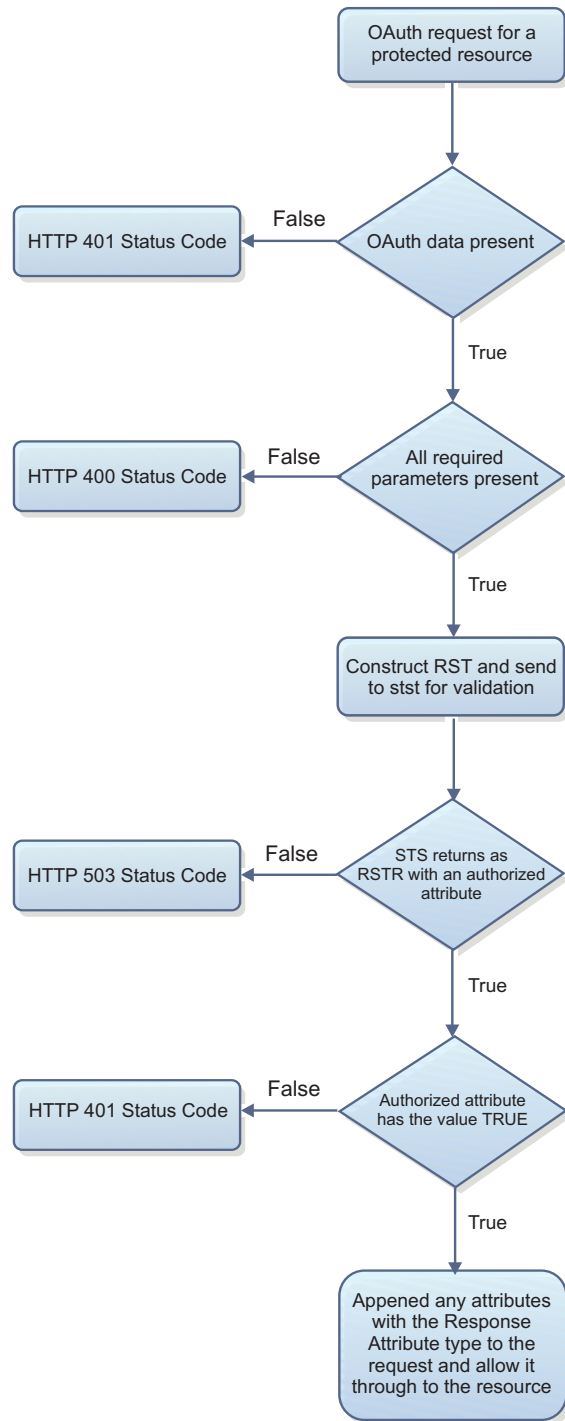 OAuth request for a
protected resource
False
HTTP 401 Status Code
OAuth data present
True
False
HTTP 400 Status Code
All required
parameters present
True
Construct RST and send
to stst for validation
False
HTTP 503 Status Code
STS returns as
RSTR with an authorized
attribute
True
False
HTTP 401 Status Code
Authorized attribute
has the value TRUE
True
Appened any attributes
with the Response
Attribute type to the
request and allow it
through to the resource